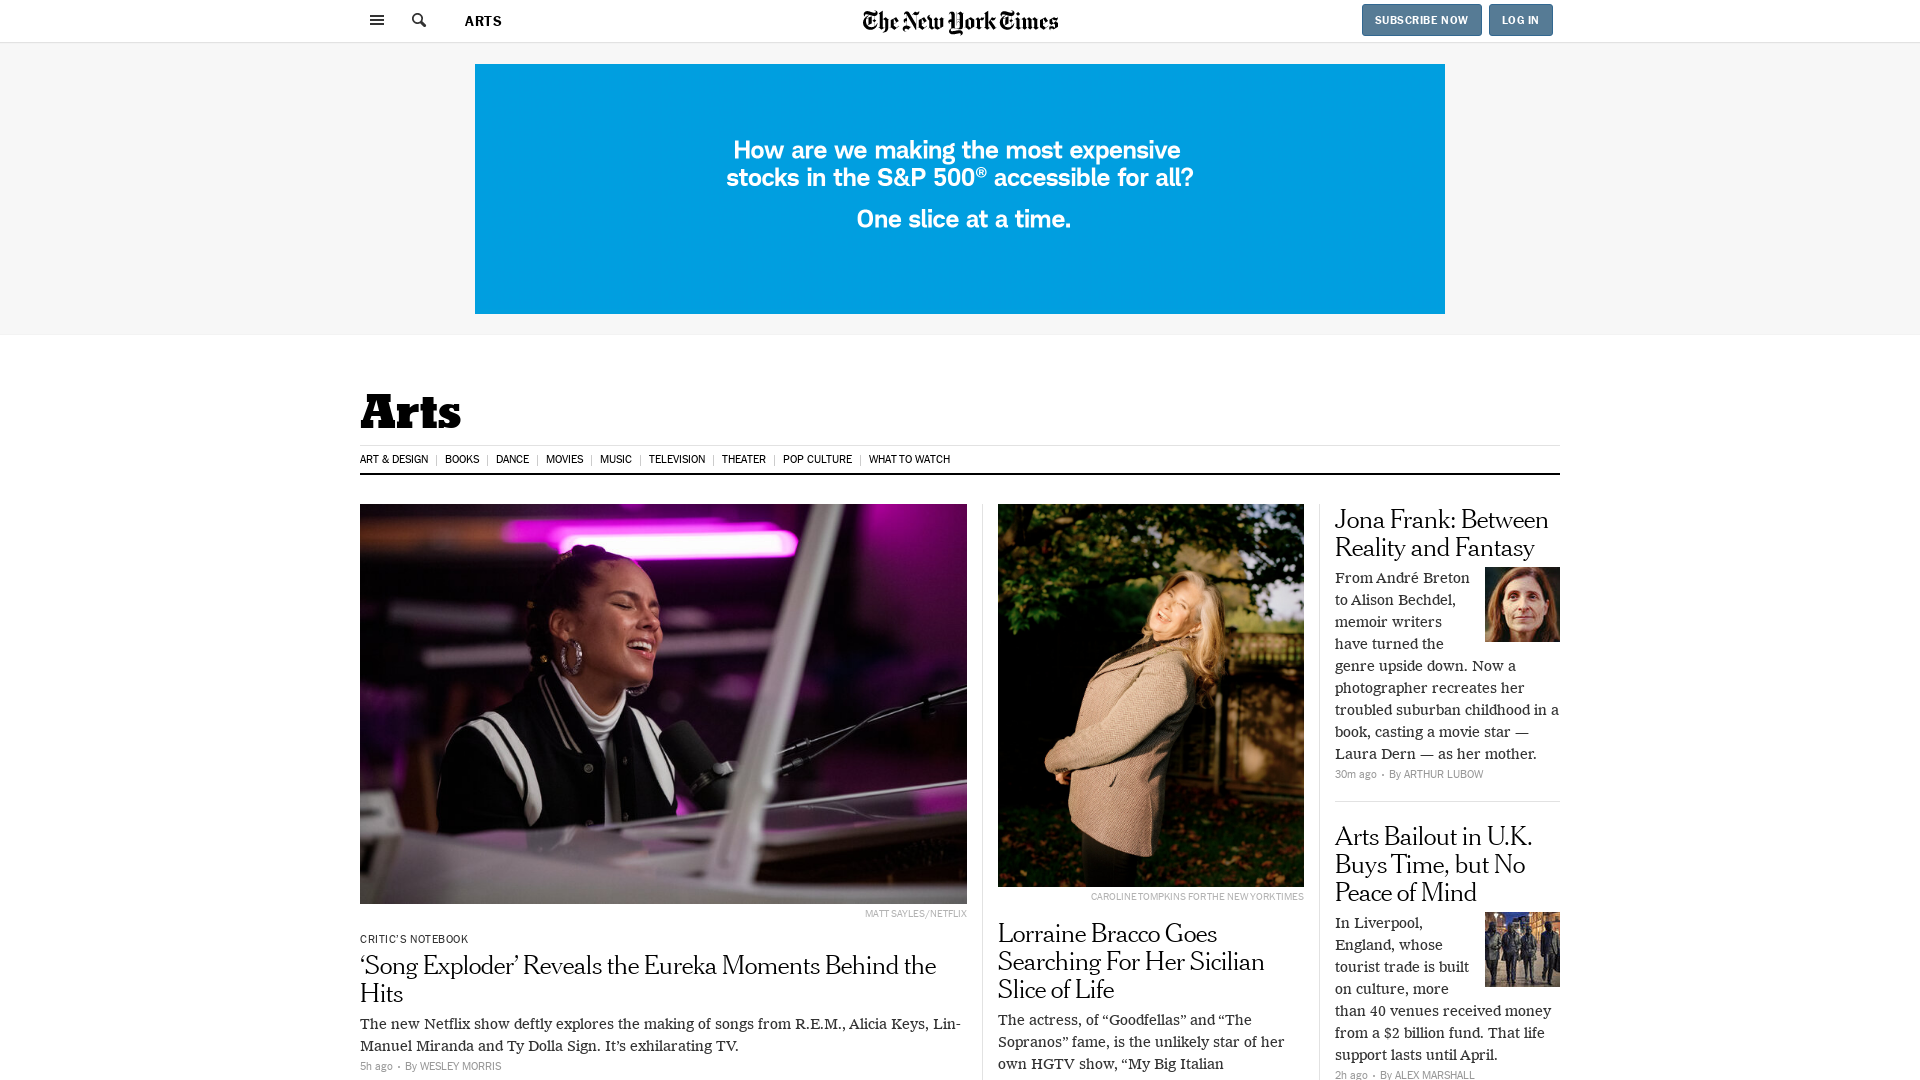 ARTS
The New York Times
SUBSCRIBE NOW
LOG IN
How are we making the most expensive
stocks in the S&P 500® accessible for all?
One slice at a time.
Arts
ART & DESIGN
BOOKS
DANCE
MOVIES
MUSIC
TELEVISION
THEATER
POP CULTURE
WHAT TO WATCH
MATT SAYLES/NETFLIX
CRITIC'S NOTEBOOK
‘Song Exploder’ Reveals the Eureka Moments Behind the
Hits
The new Netflix show deftly explores the making of songs from R.E.M., Alicia Keys, Lin-
Manuel Miranda and Ty Dolla Sign. It’s exhilarating TV.
5h ago • By WESLEY MORRIS
CAROLINE TOMPKINS FOR THE NEW YORK TIMES
Lorraine Bracco Goes
Searching For Her Sicilian
Slice of Life
The actress, of “Goodfellas” and “The
Sopranos” fame, is the unlikely star of her
own HGTV show, “My Big Italian
Jona Frank: Between
Reality and Fantasy
From André Breton
to Alison Bechdel,
memoir writers
have turned the
genre upside down. Now a
photographer recreates her
troubled suburban childhood in a
book, casting a movie star —
Laura Dern — as her mother.
30m ago • By ARTHUR LUBOW
Arts Bailout in U.K.
Buys Time, but No
Peace of Mind
In Liverpool,
England, whose
tourist trade is built
on culture, more
than 40 venues received money
from a $2 billion fund. That life
support lasts until April.
2h ago • By ALEX MARSHALL